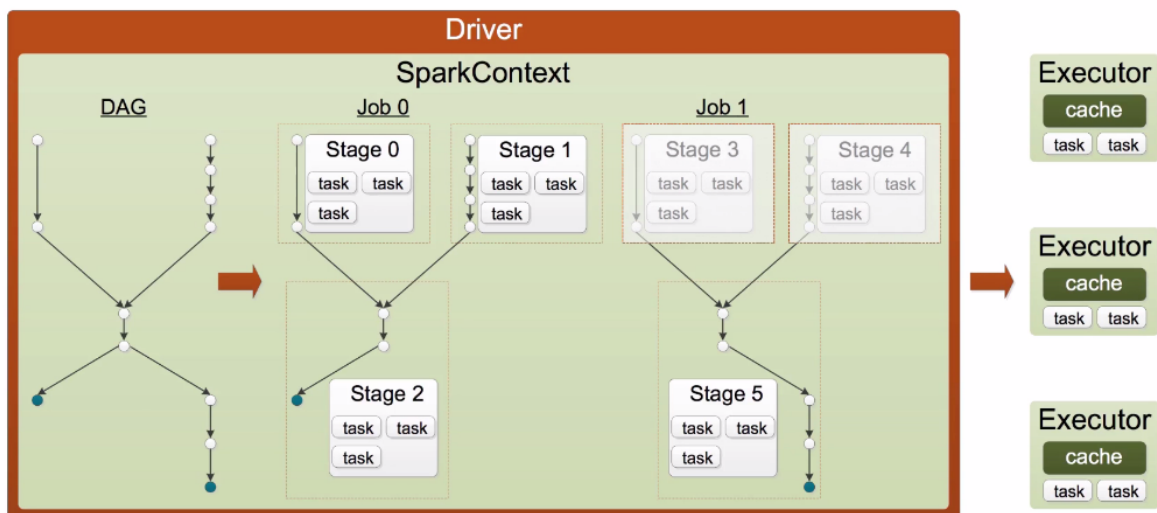 Driver
SparkContext
DAG
Job 0
Stage 0
task task
task
Stage 1
task task
task
Stage 2
task task
task
Job 1
Stage 3
task task
task
Stage 4
task task
task
Stage 5
task task
task
Executor
cache
task task
Executor
cache
task task
Executor
cache
task task